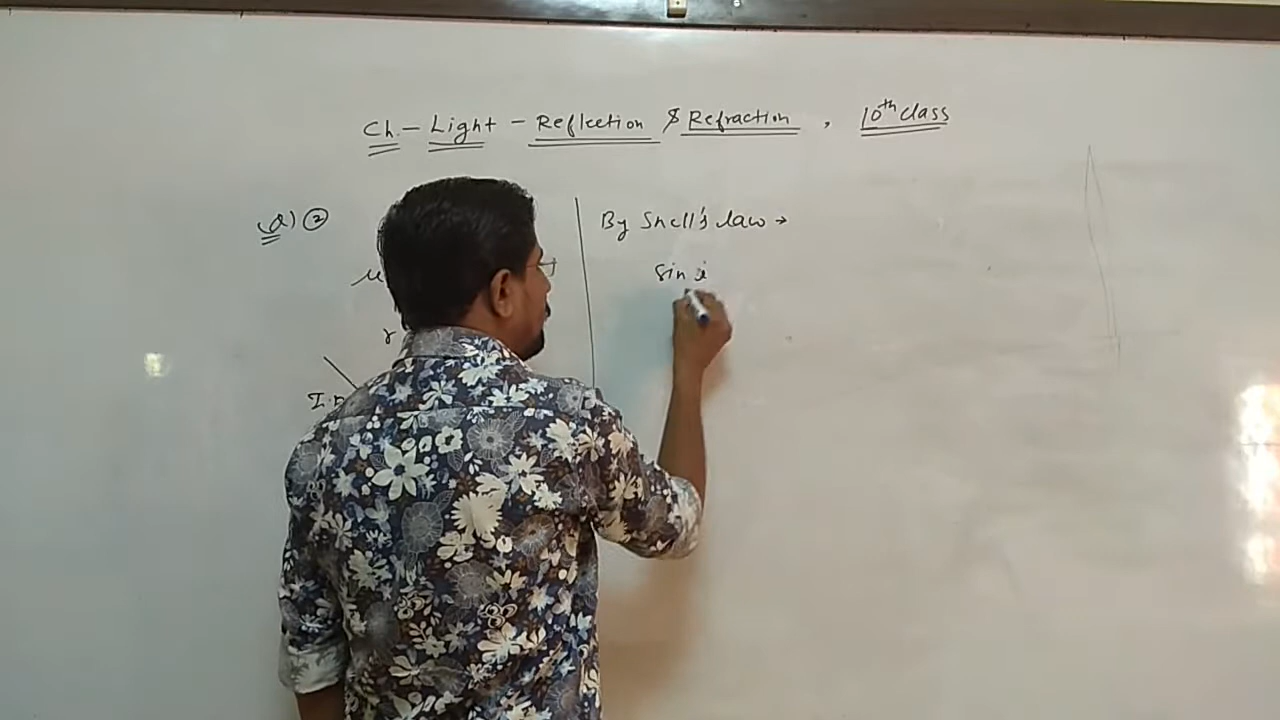 Ch. - Light - Reflection & Refraction , 10th class
Q) 2
μ
r
I.
By Snell's law →
Sin i